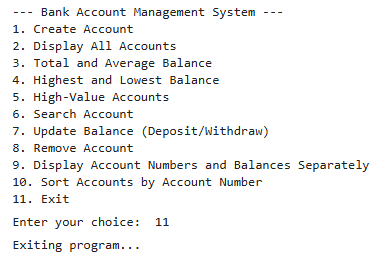 --- Bank Account Management System ---
1. Create Account
2. Display All Accounts
3. Total and Average Balance
4. Highest and Lowest Balance
5. High-Value Accounts
6. Search Account
7. Update Balance (Deposit/Withdraw)
8. Remove Account
9. Display Account Numbers and Balances Separately
10. Sort Accounts by Account Number
11. Exit
Enter your choice:  11
Exiting program...